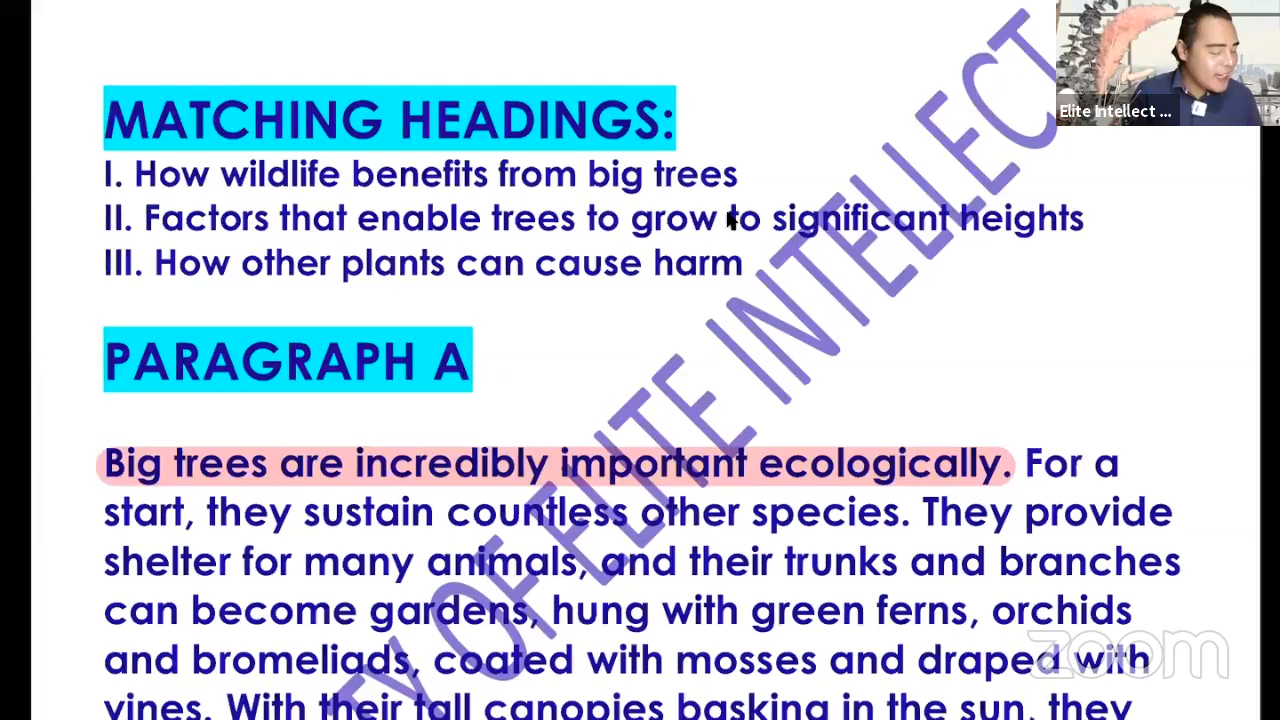 MATCHING HEADINGS:
I. How wildlife benefits from big trees
II. Factors that enable trees to grow to significant heights
III. How other plants can cause harm
PARAGRAPH A
Big trees are incredibly important ecologically. For a
start, they sustain countless other species. They provide
shelter for many animals, and their trunks and branches
can become gardens, hung with green ferns, orchids
and bromeliads, coated with mosses and draped with
vines. With their tall canopies basking in the sun, they
TY OF ELITE INTELLECT
Elite Intellect ...
zoom